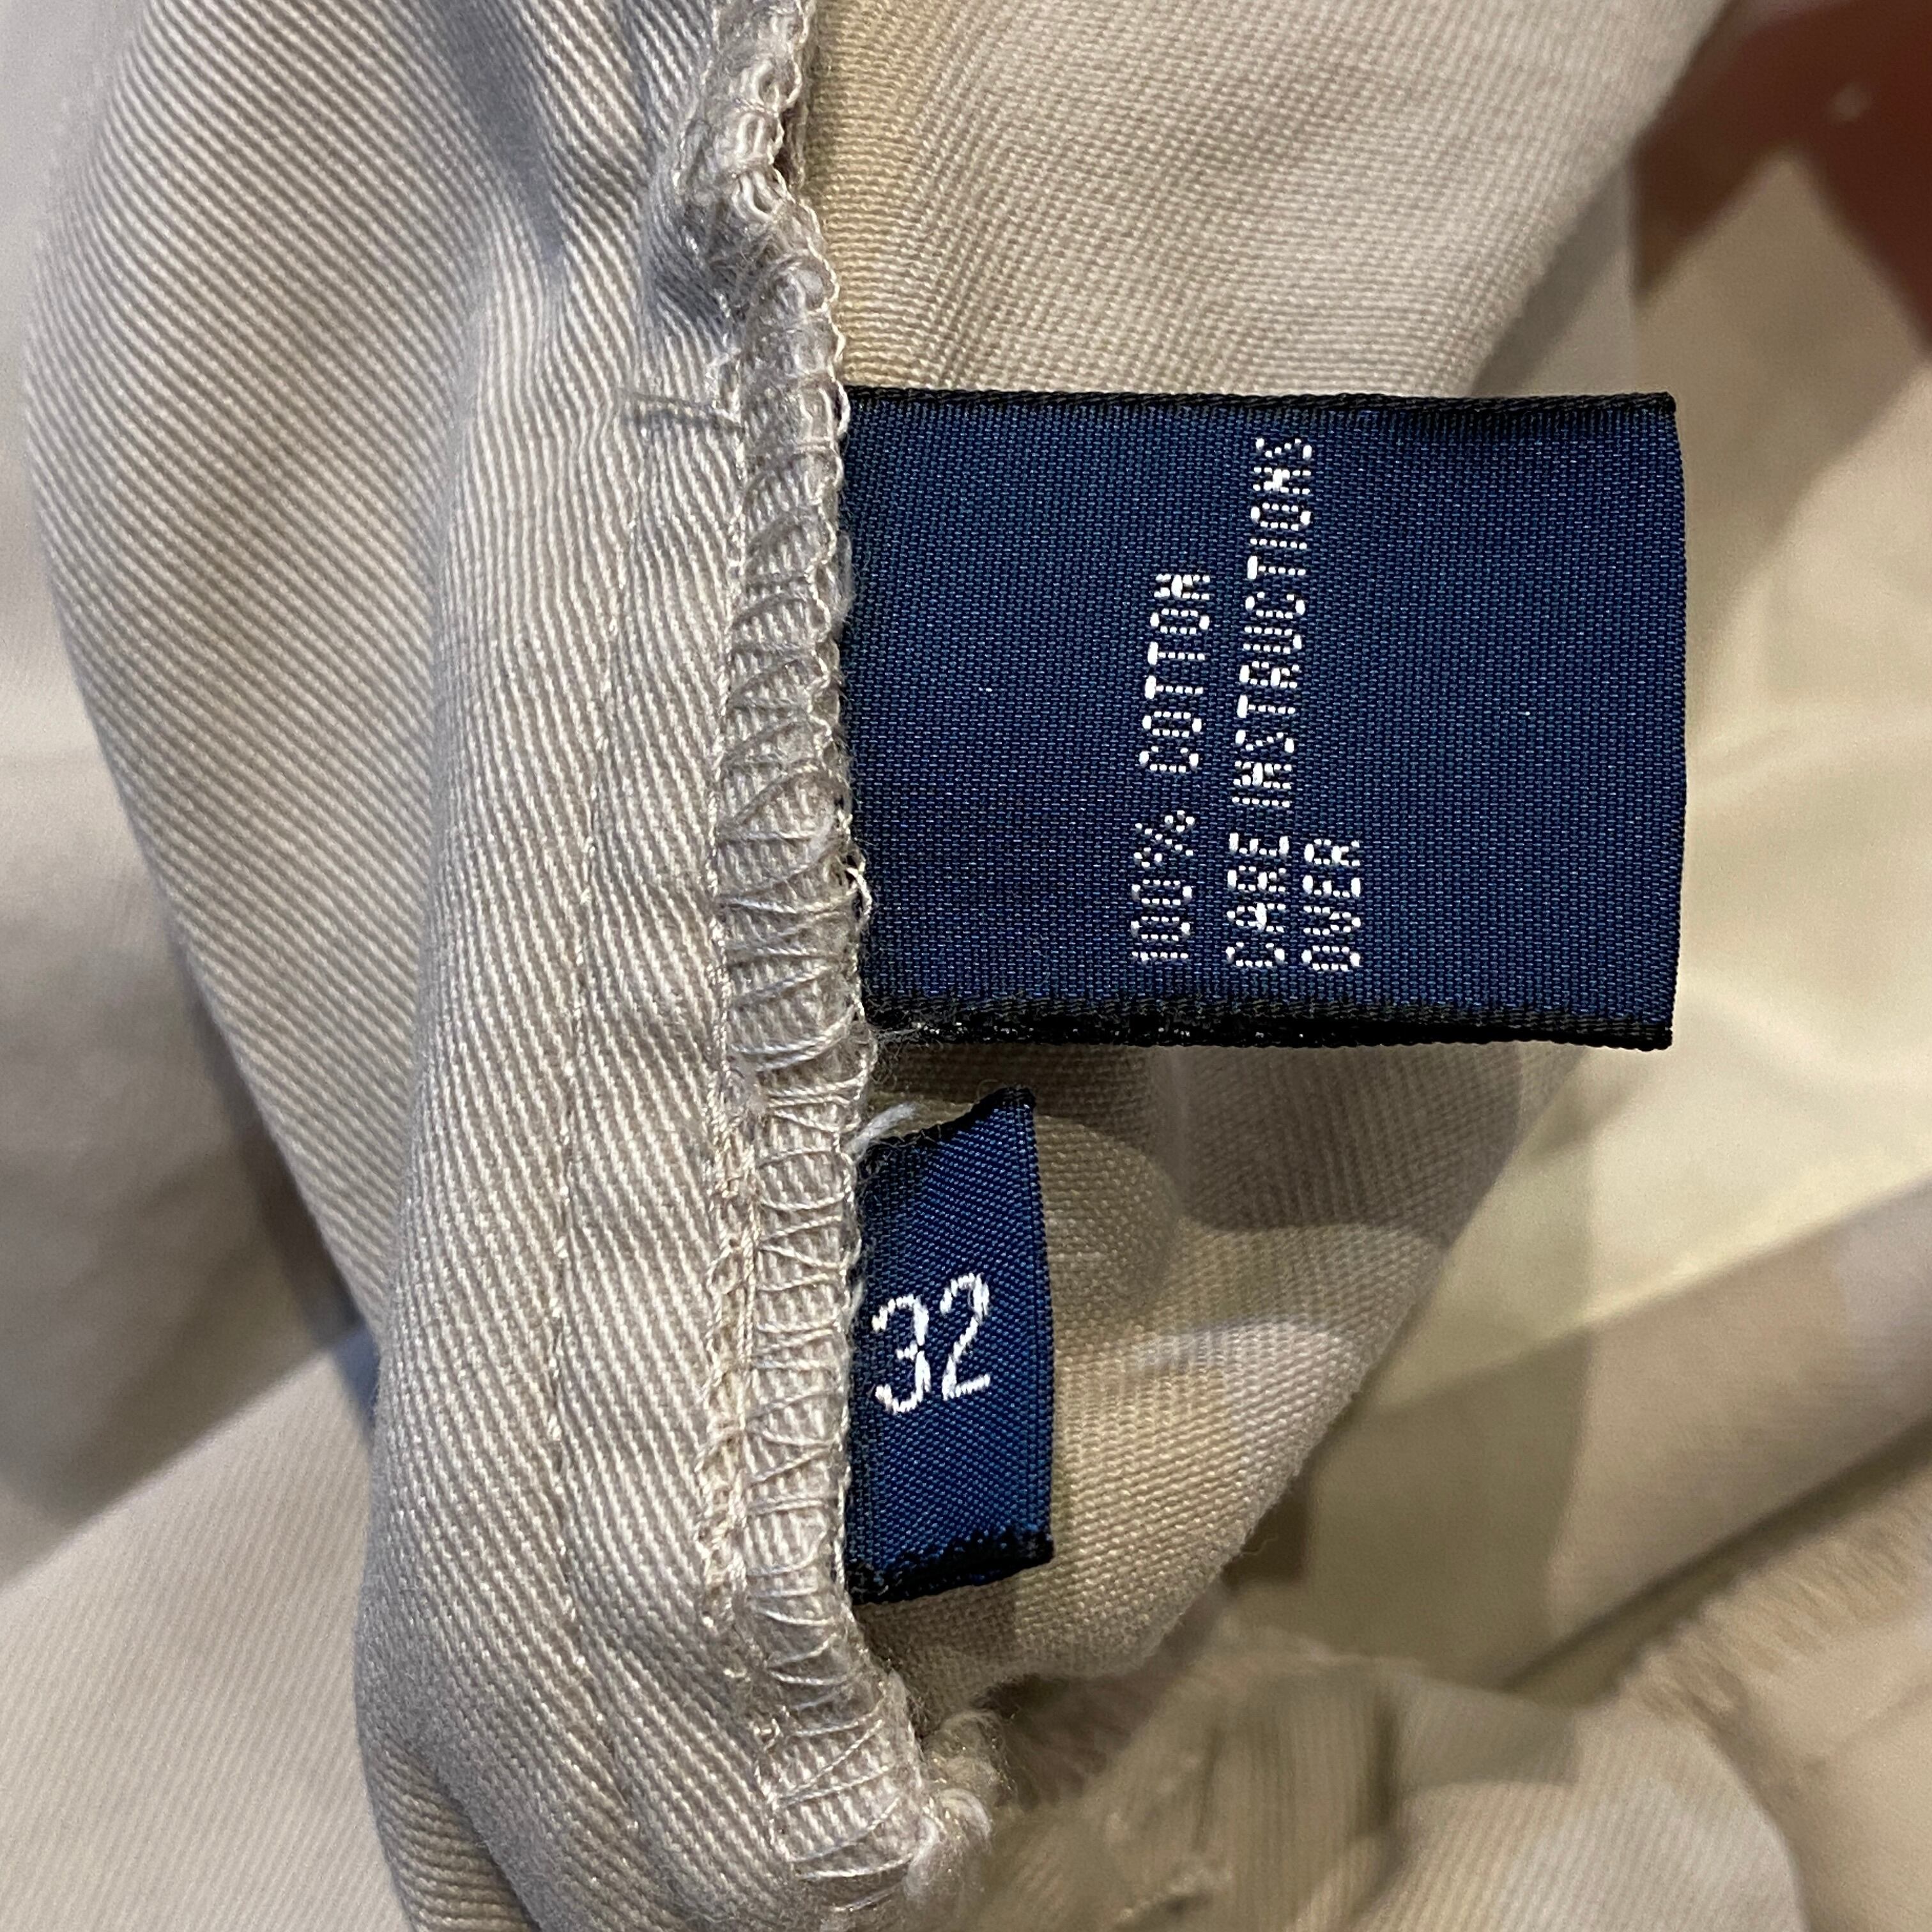 100% COTTON
CARE INSTRUCTIONS
OVER
32